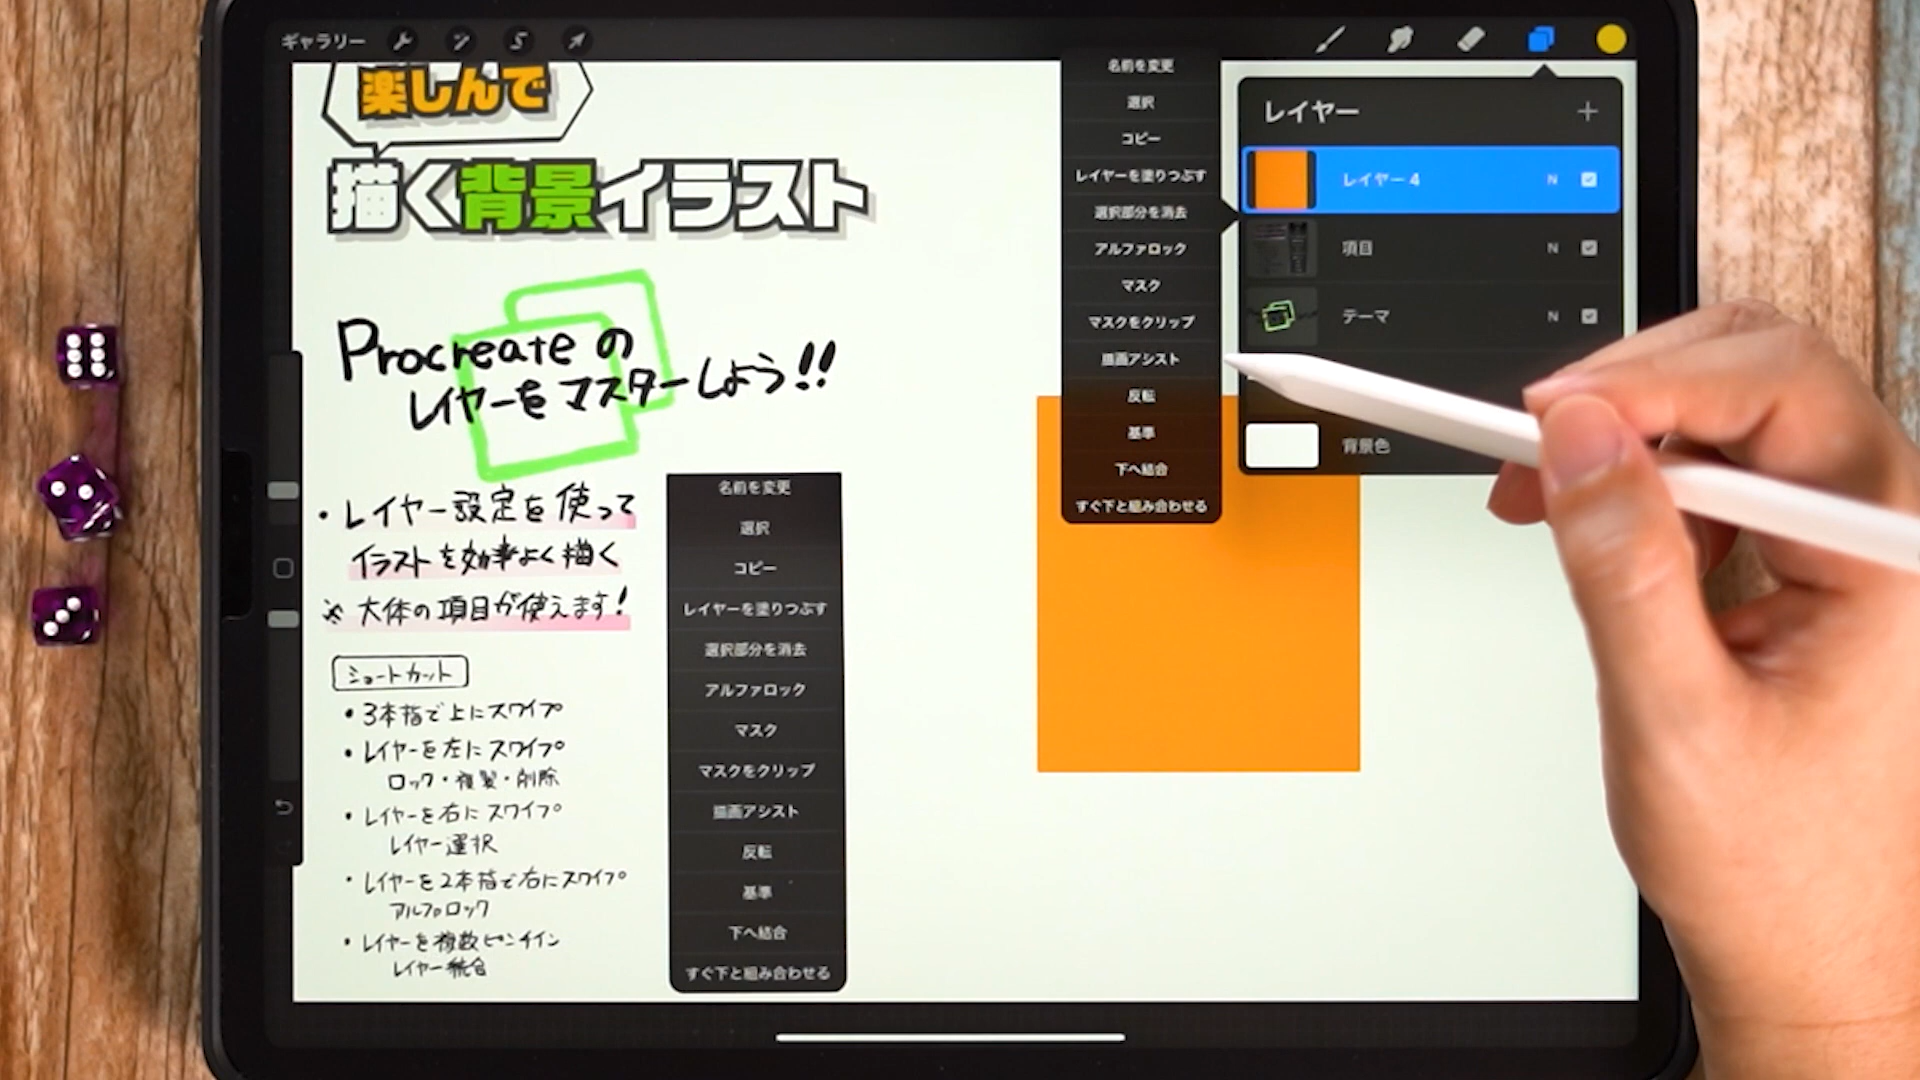 ギャラリー
楽しんで
描く背景イラスト
Procreateの
レイヤーをマスターしよう!!
・レイヤー設定を使って
イラストを効率よく描く
※大体の項目が使えます!
ショートカット
・3本指で上にスワイプ
・レイヤーを左にスワイプ
ロック・複製・削除
・レイヤーを右にスワイプ
レイヤー選択
・レイヤーを2本指で右にスワイプ
アルファロック
・レイヤーを複数ピンチイン
レイヤー統合
名前を変更
選択
コピー
レイヤーを塗りつぶす
選択部分を消去
アルファロック
マスク
マスクをクリップ
描画アシスト
反転
基準
下へ結合
すぐ下と組み合わせる
名前を変更
選択
コピー
レイヤーを塗りつぶす
選択部分を消去
アルファロック
マスク
マスクをクリップ
描画アシスト
反転
基準
下へ結合
すぐ下と組み合わせる
レイヤー
レイヤー 4 N
項目 N
テーマ N
背景色